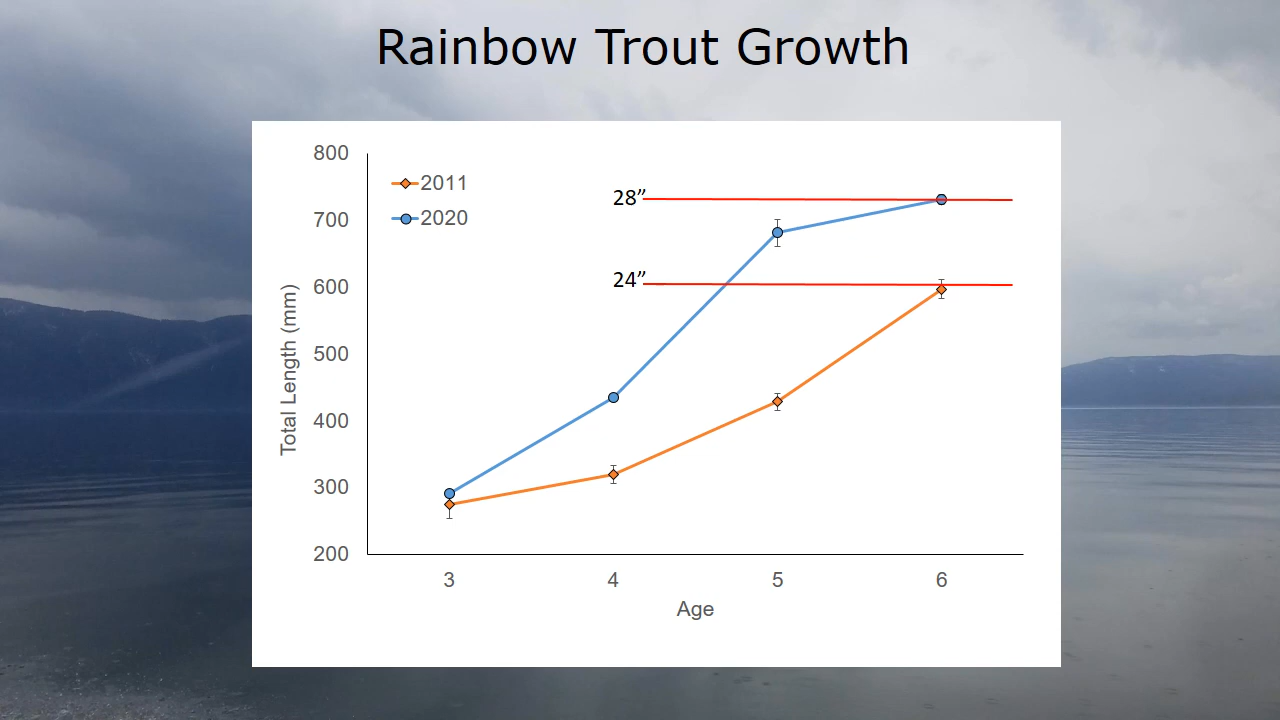 Rainbow Trout Growth
800
700
600
500
400
300
200
Total Length (mm)
2011
2020
28”
24”
3 4 5 6
Age